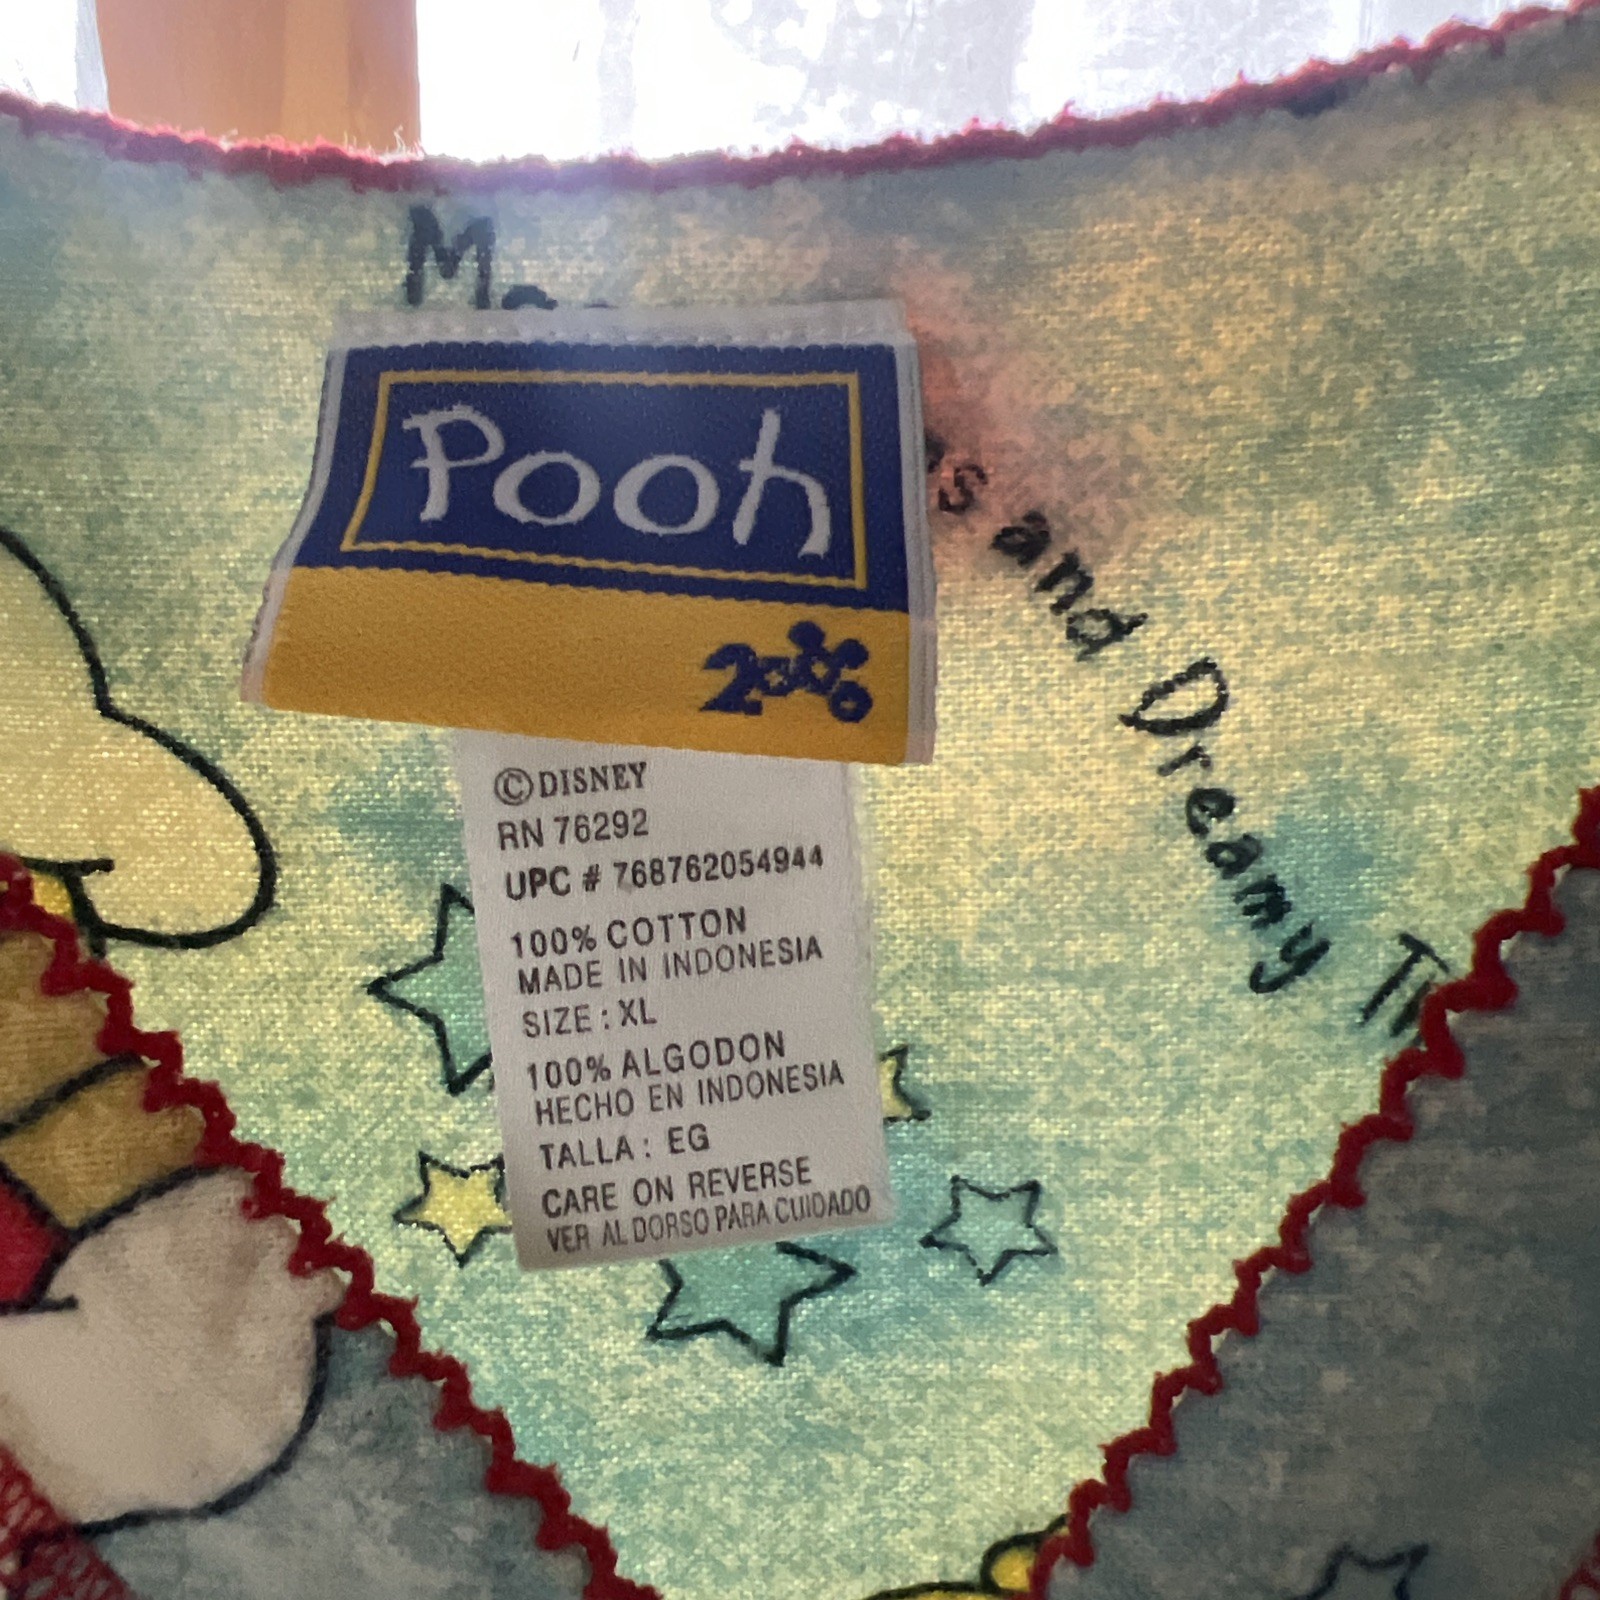 Pooh
2000
© DISNEY
RN 76292
UPC # 768762054944
100% COTTON
MADE IN INDONESIA
SIZE : XL
100% ALGODON
HECHO EN INDONESIA
TALLA : EG
CARE ON REVERSE
VER AL DORSO PARA CUIDADO
and Dreamy